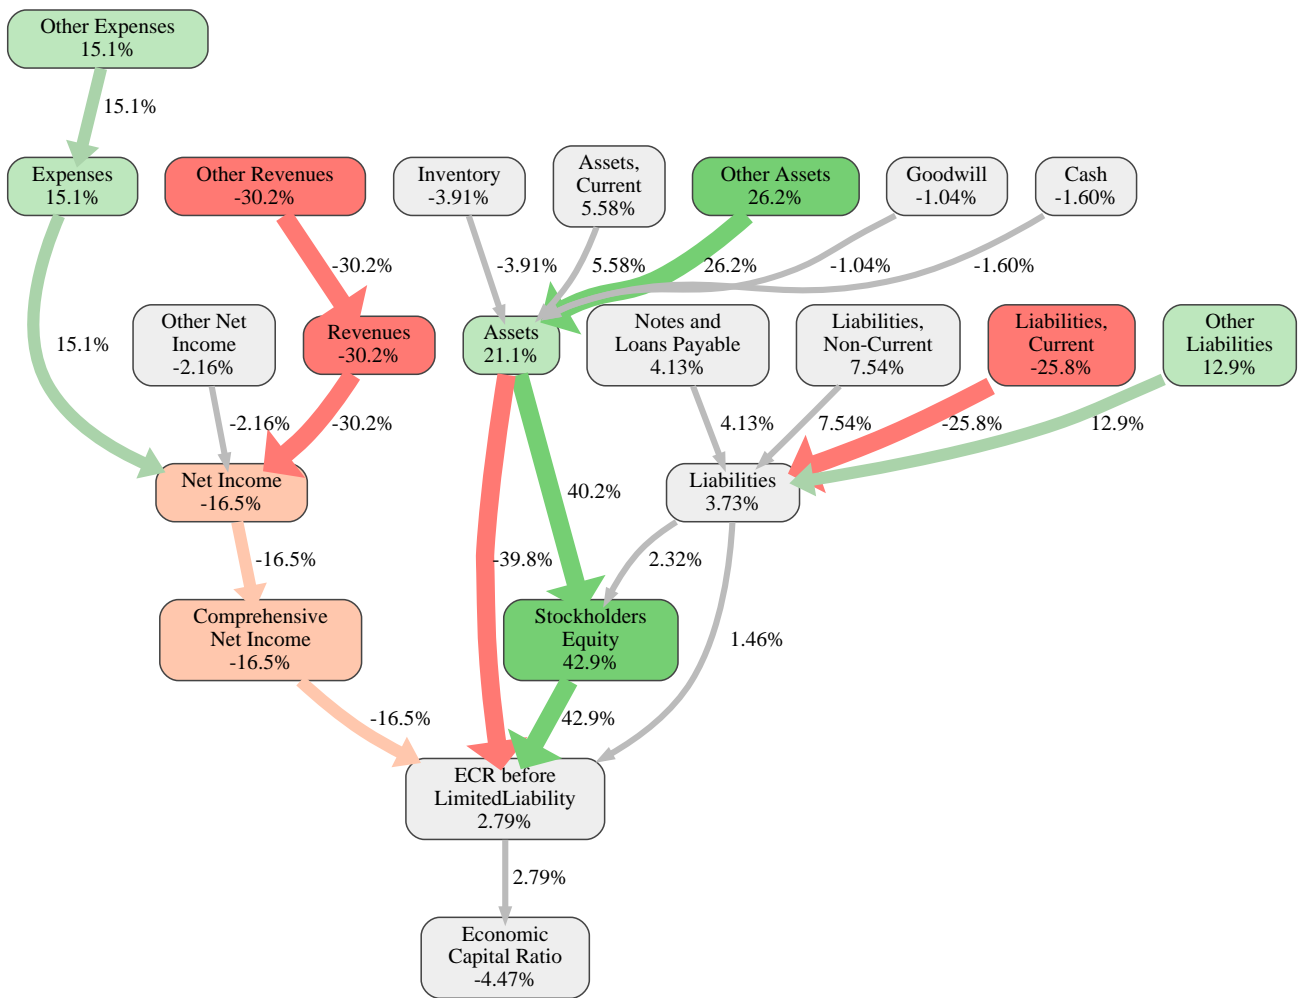 Other Expenses
15.1%
15.1%
Expenses
15.1%
Other Revenues
-30.2%
Inventory
-3.91%
Assets,
Current
5.58%
Other Assets
26.2%
Goodwill
-1.04%
Cash
-1.60%
-30.2%
-3.91%
5.58%
26.2%
-1.04%
-1.60%
Other Net
Income
-2.16%
Revenues
-30.2%
Assets
21.1%
Notes and
Loans Payable
4.13%
Liabilities,
Non-Current
7.54%
Liabilities,
Current
-25.8%
Other
Liabilities
12.9%
15.1%
-2.16%
-30.2%
4.13%
7.54%
-25.8%
12.9%
Net Income
-16.5%
Liabilities
3.73%
40.2%
-16.5%
-39.8%
2.32%
Comprehensive
Net Income
-16.5%
Stockholders
Equity
42.9%
1.46%
-16.5%
42.9%
ECR before
LimitedLiability
2.79%
2.79%
Economic
Capital Ratio
-4.47%